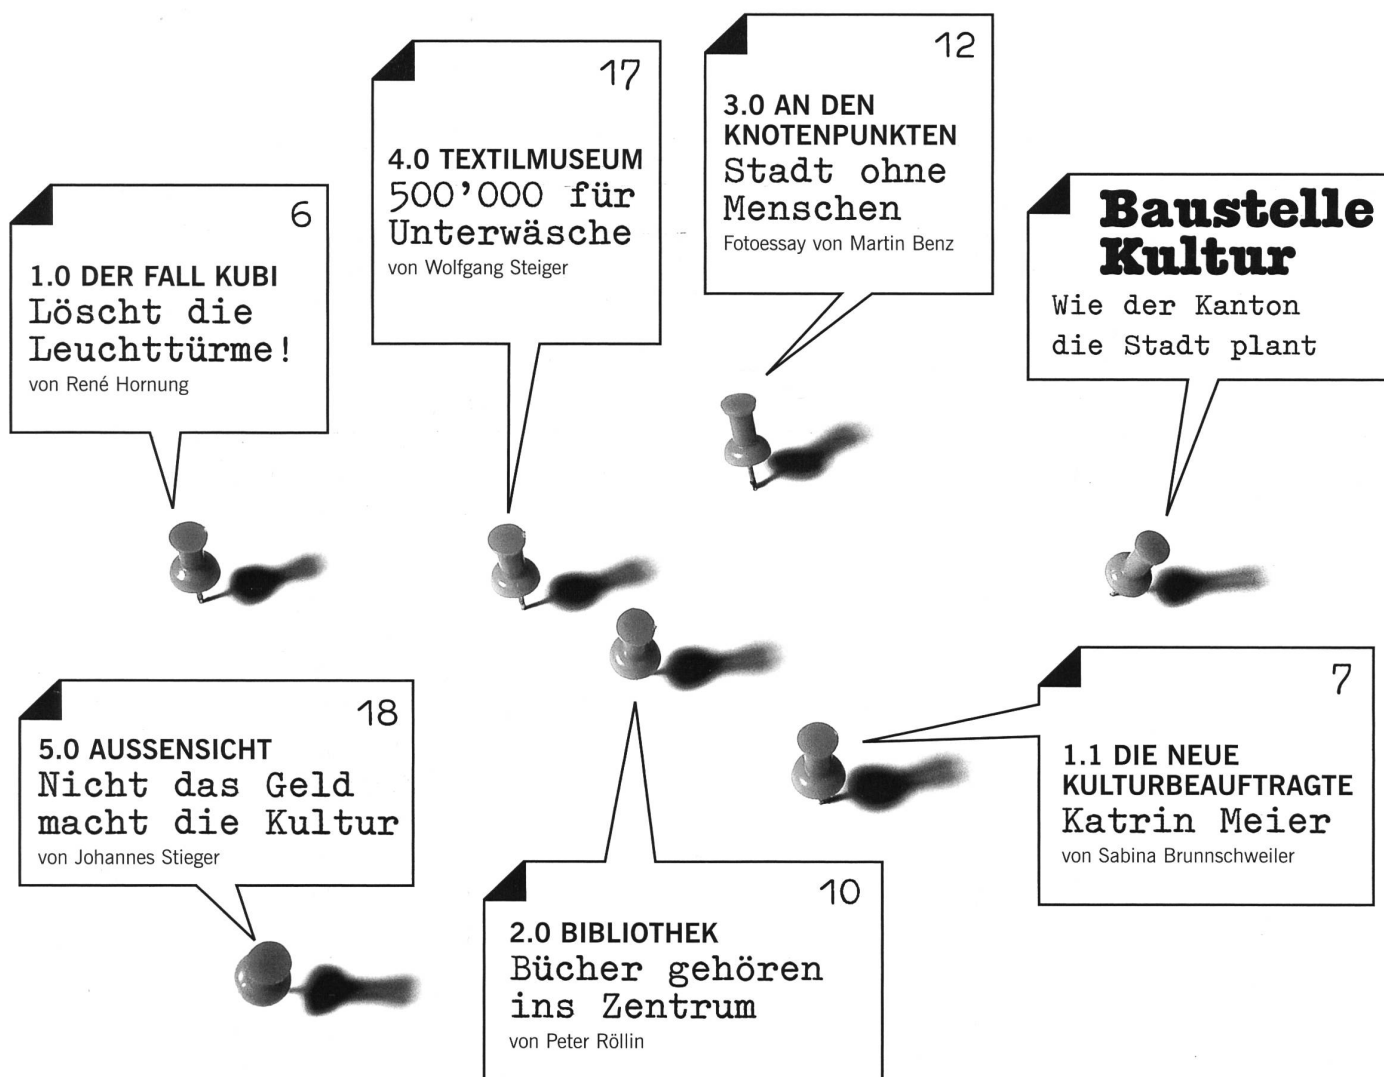 12
3.0 AN DEN
KNOTENPUNKTEN
Stadt ohne
Menschen
Fotoessay von Martin Benz
17
4.0 TEXTILMUSEUM
500’000 für
Unterwäsche
von Wolfgang Steiger
6
1.0 DER FALL KUBI
Löscht die
Leuchttürme!
von René Hornung
Baustelle
Kultur
Wie der Kanton
die Stadt plant
18
5.0 AUSSENSICHT
Nicht das Geld
macht die Kultur
von Johannes Stieger
7
1.1 DIE NEUE
KULTURBEAUFTRAGTE
Katrin Meier
von Sabina Brunnschweiler
10
2.0 BIBLIOTHEK
Bücher gehören
ins Zentrum
von Peter Röllin